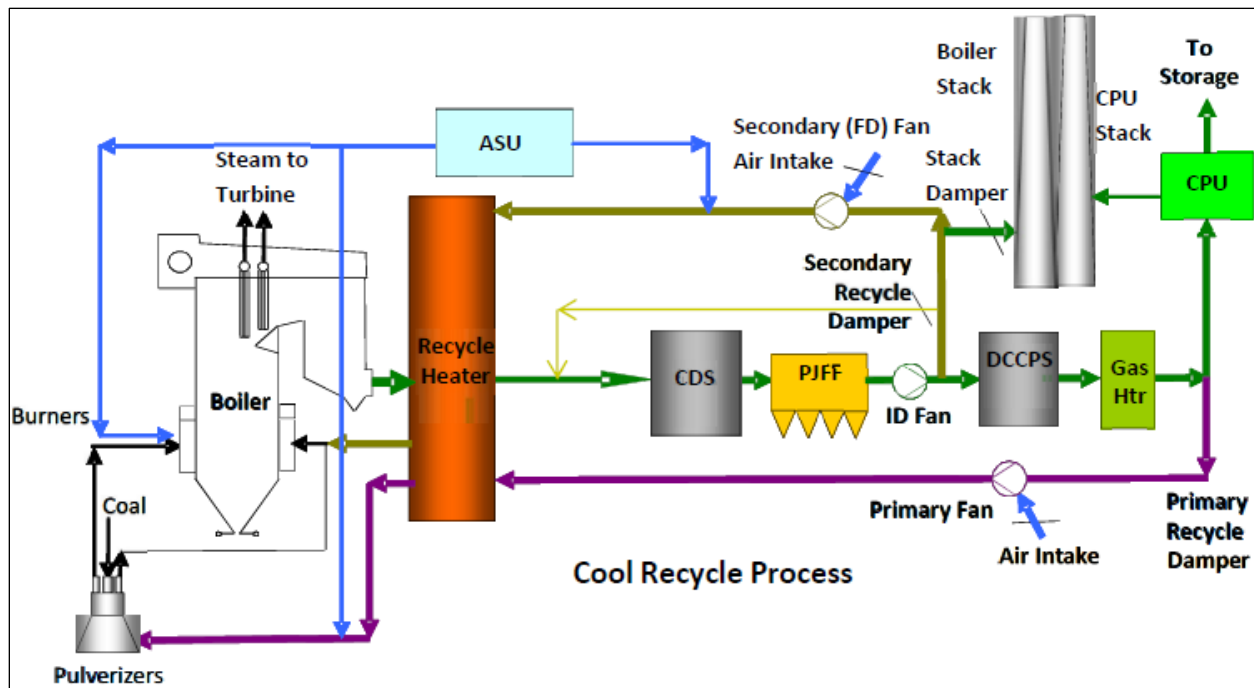 Boiler
Stack
To
Storage
CPU
Stack
ASU
Secondary (FD) Fan
Air Intake
Stack
Damper
CPU
Steam to
Turbine
Secondary
Recycle
Damper
Recycle
Heater
CDS
PJFF
DCCPS
Gas
Htr
Boiler
Burners
ID Fan
Coal
Primary Fan
Air Intake
Primary
Recycle
Damper
Cool Recycle Process
Pulverizers